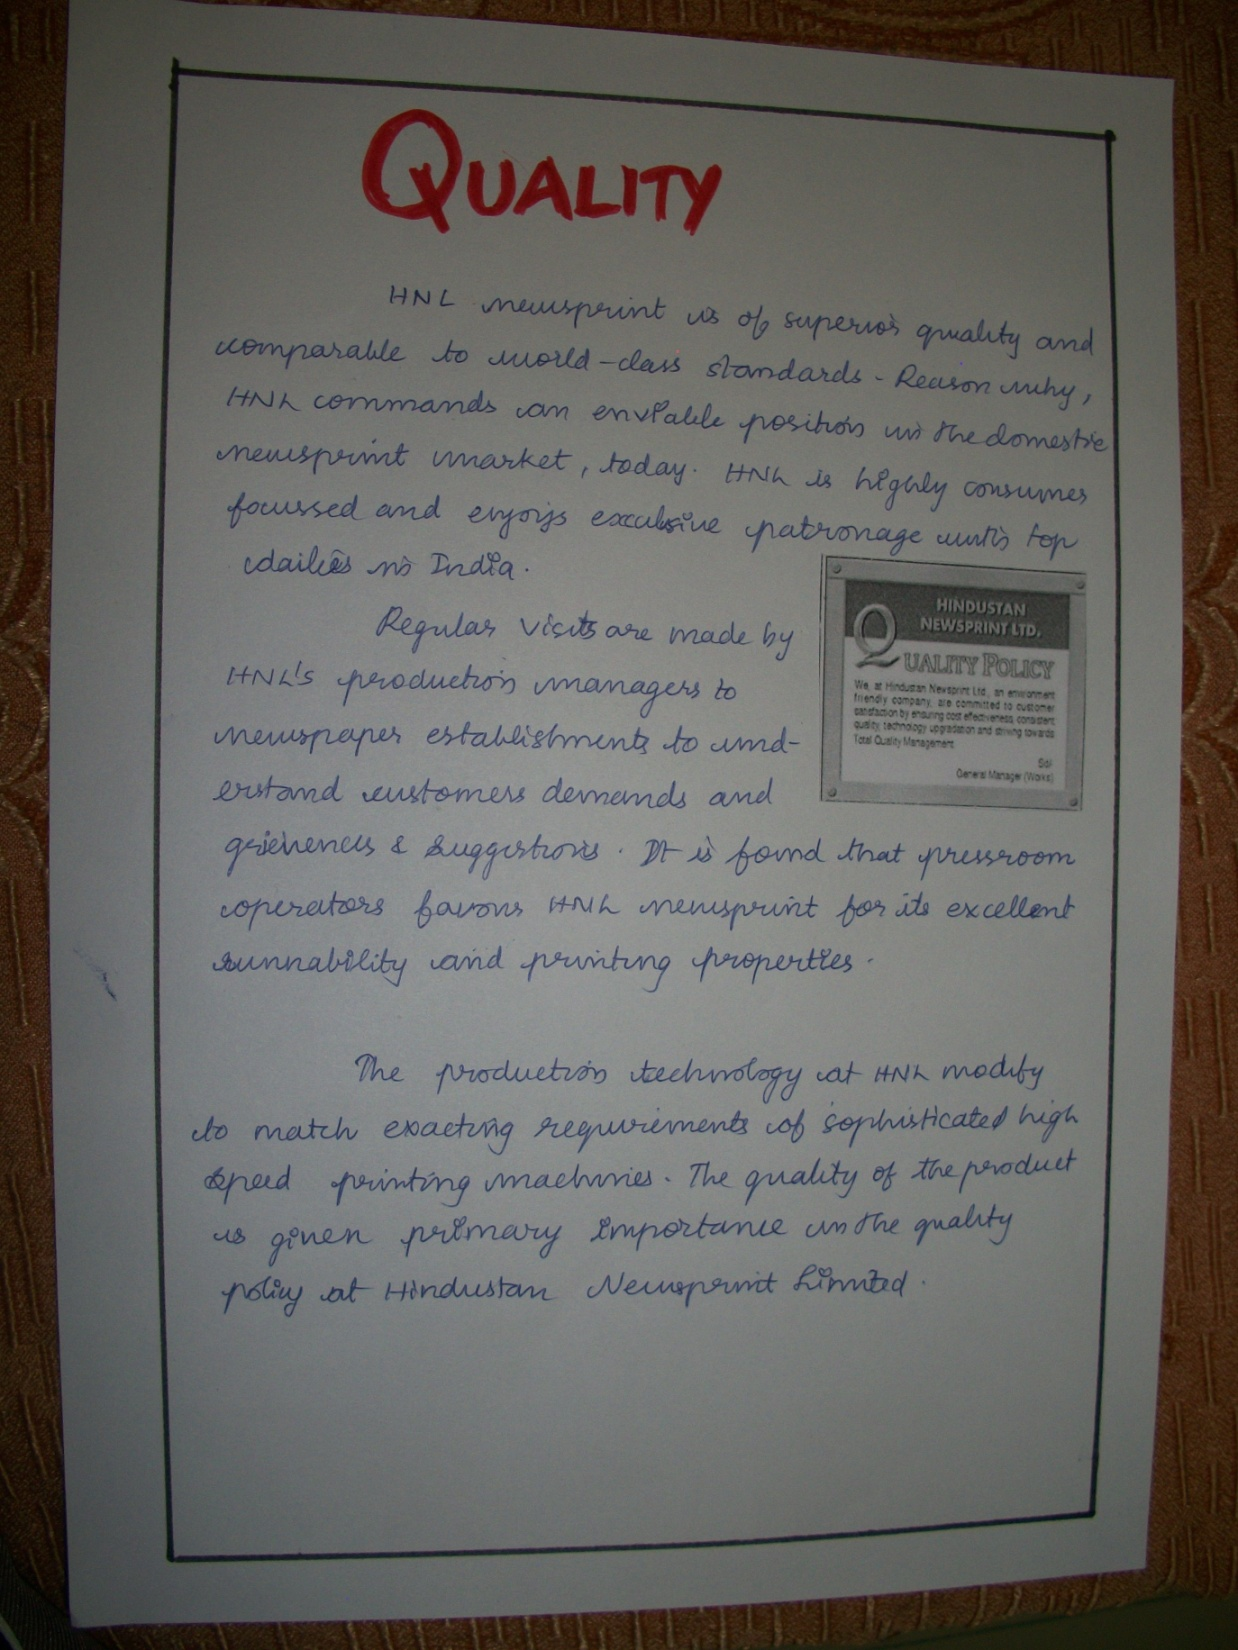 QUALITY
HNL newsprint is of superior quality and
comparable to world-class standards - Reason why,
HNL commands an enviable position in the domestic
newsprint market, today. HNL is highly consumes
focussed and enjoys exculsive patronage with top
dailies in India.
HINDUSTAN
NEWSPRINT LTD.
QUALITY POLICY
We, at Hindustan Newsprint Ltd., an environment
friendly company, are committed to customer
satisfaction by ensuring cost effectiveness, consistent
quality, technology upgradation and striving towards
Total Quality Management
Sd/-
General Manager (Works)
Regular Visits are made by
HNL's production managers to
newspaper establishments to und-
erstand customers demands and
grievences & Suggestions. It is found that pressroom
operators favours HNL newsprint for its excellent
runnability and printing properties.
The production technology at HNL modify
to match exacting requirements of sophisticated high
speed printing machines. The quality of the product
is given primary importance in the quality
policy at Hindustan Newsprint Limited.